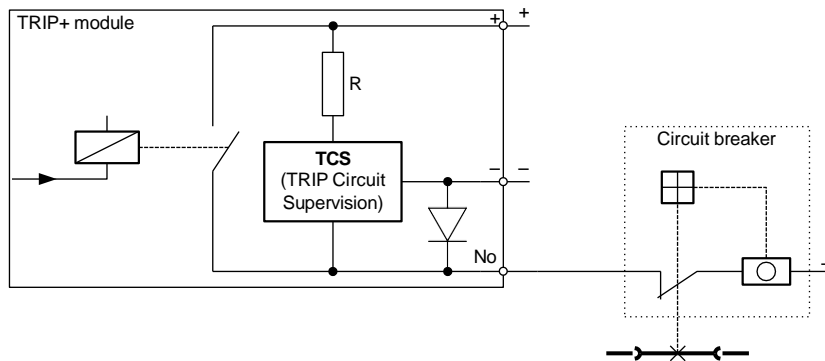 TRIP+ module
+ +
R
TCS
(TRIP Circuit
Supervision)
– –
No
Circuit breaker
–